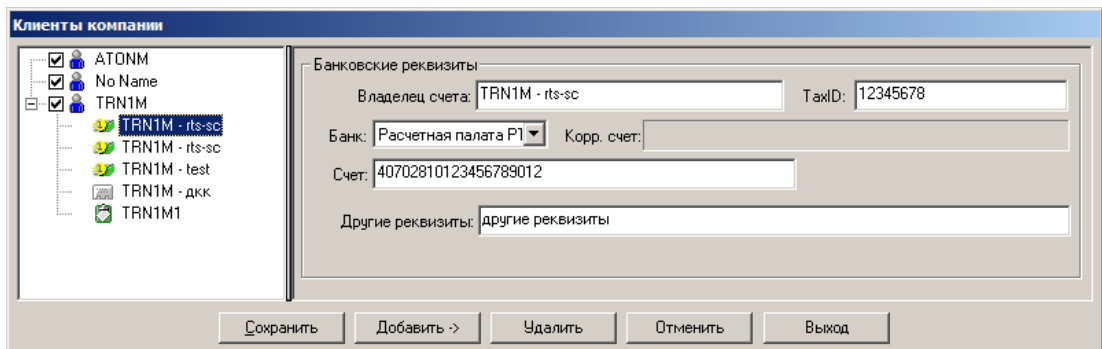 Клиенты компании
ATONM
No Name
TRN1M
TRN1M - rts-sc
TRN1M - rts-sc
TRN1M - test
TRN1M - дкк
TRN1M1
Банковские реквизиты
Владелец счета: TRN1M - rts-sc TaxID: 12345678
Банк: Расчетная палата РТ Корр. счет:
Счет: 40702810123456789012
Другие реквизиты: другие реквизиты
Сохранить Добавить -> Удалить Отменить Выход